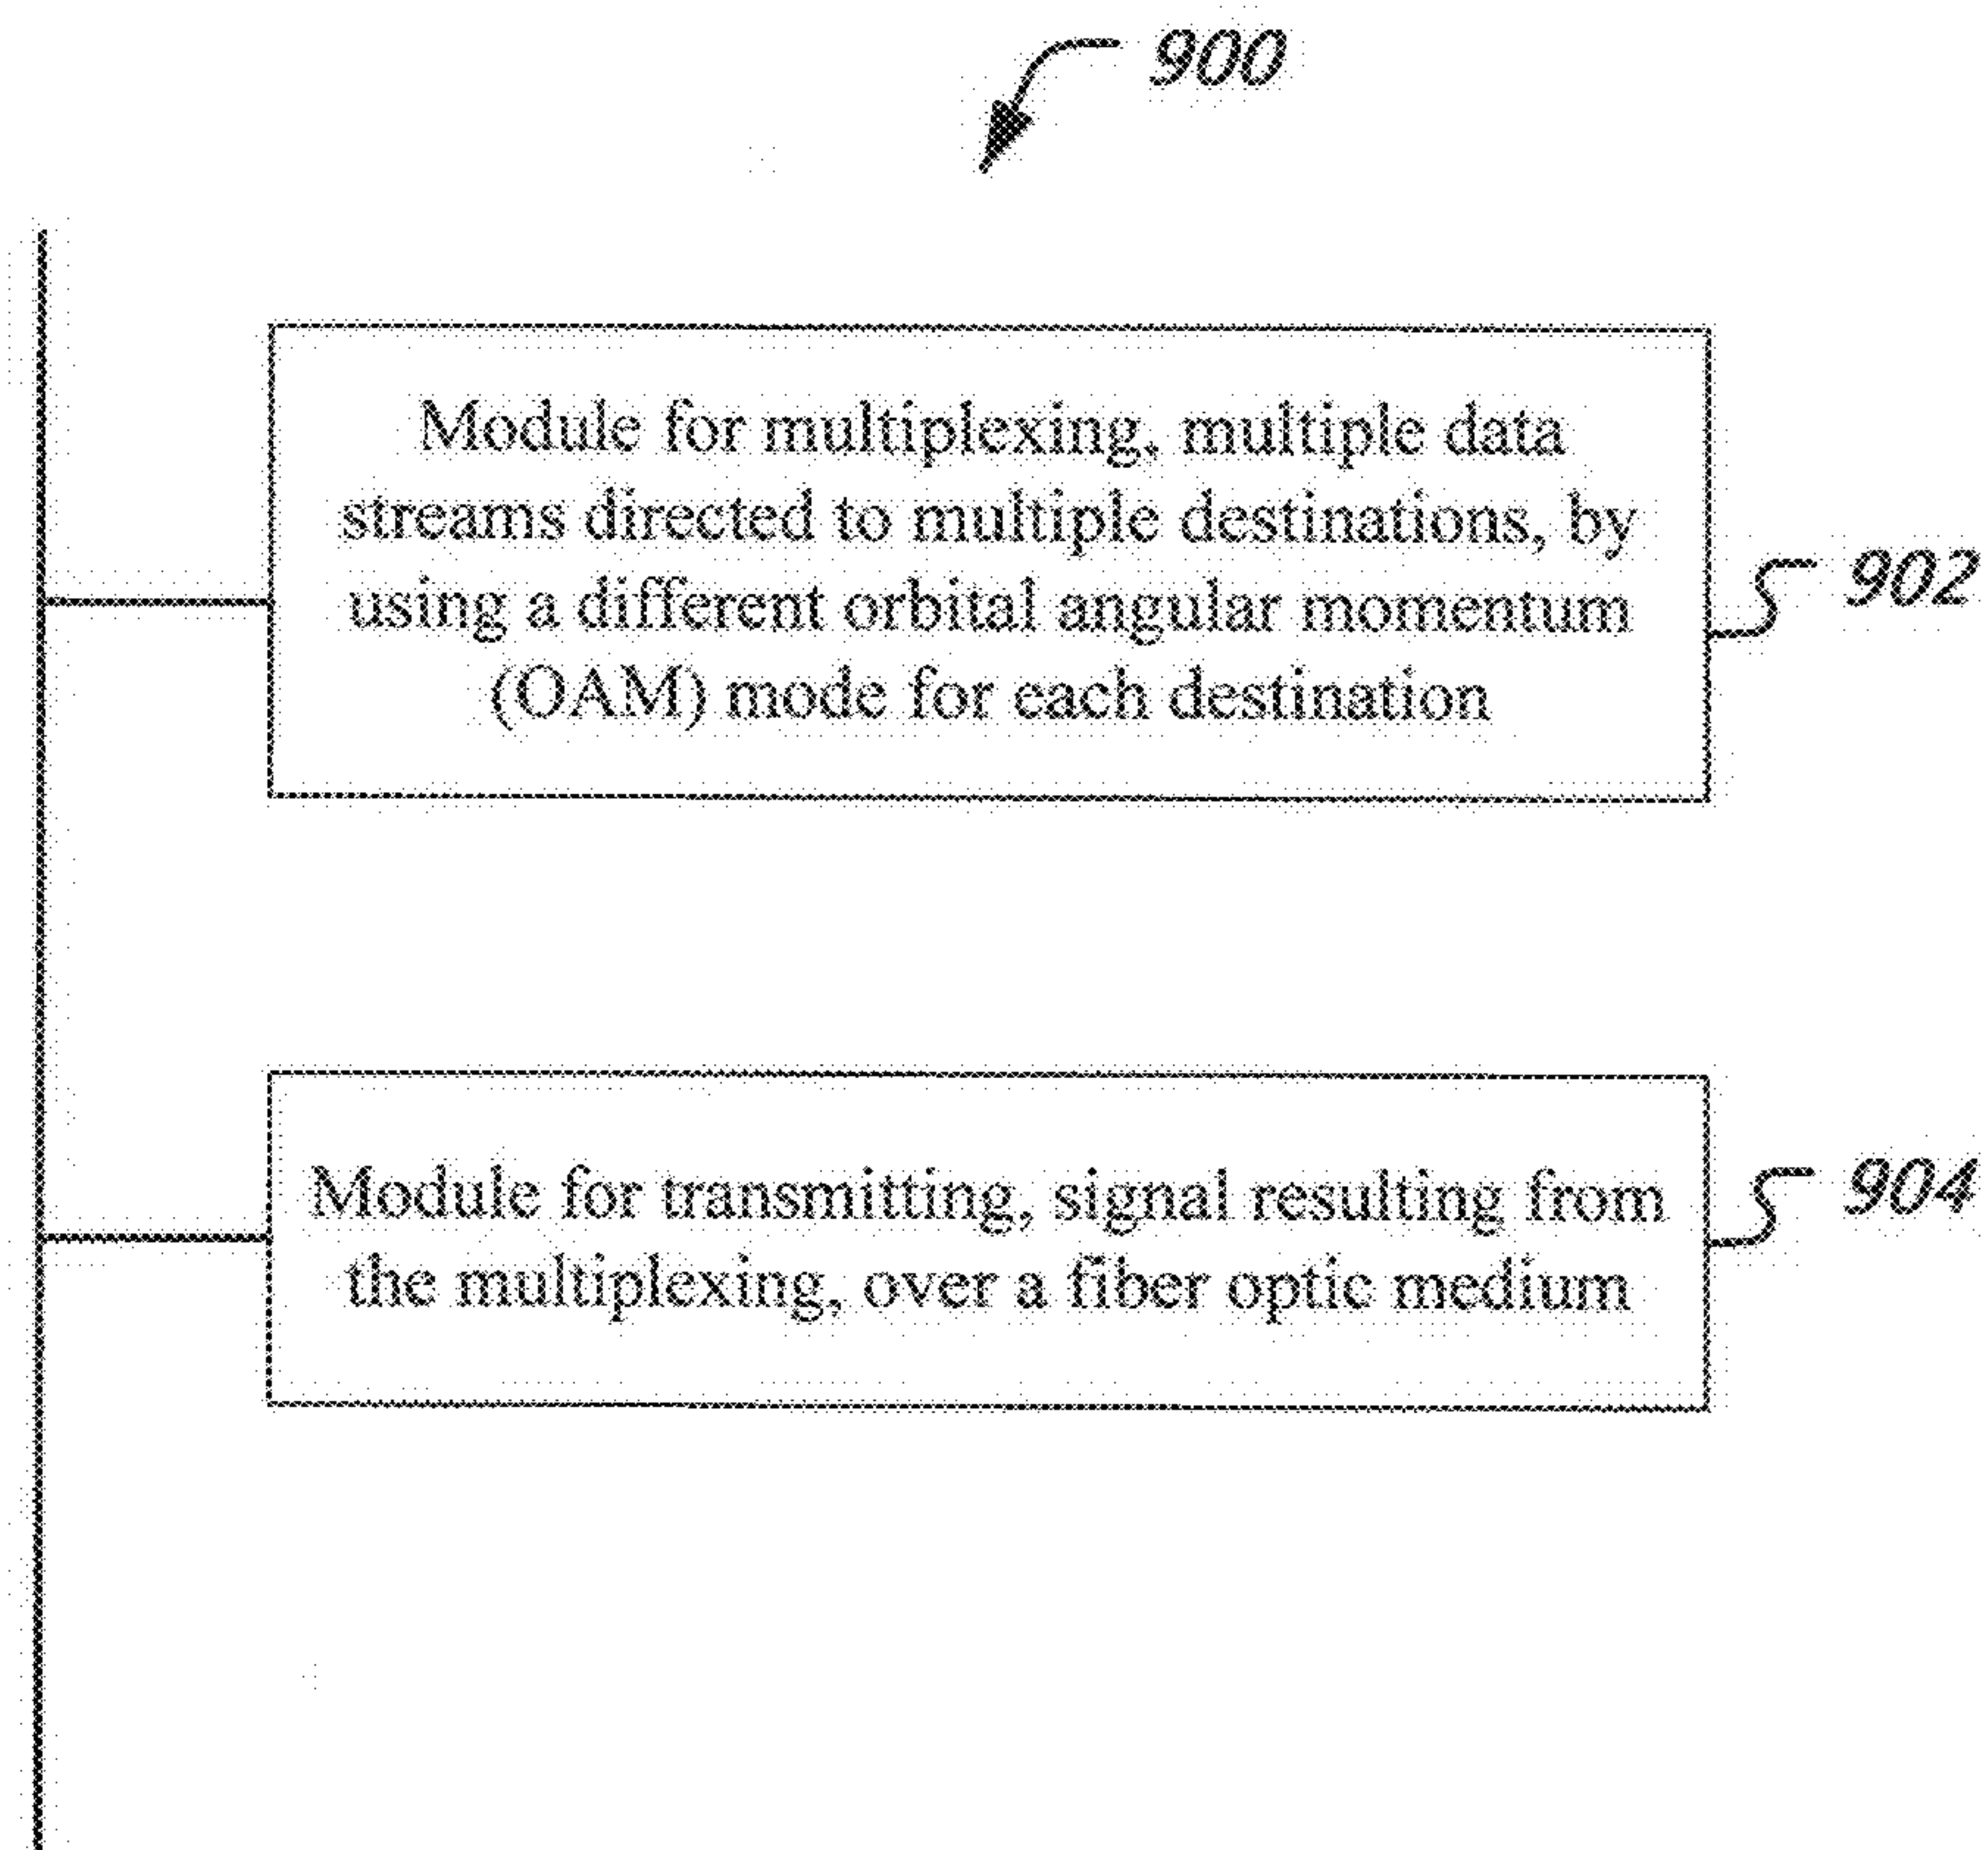 900
Module for multiplexing, multiple data
streams directed to multiple destinations, by
using a different orbital angular momentum
(OAM) mode for each destination
902
Module for transmitting, signal resulting from
the multiplexing, over a fiber optic medium
904